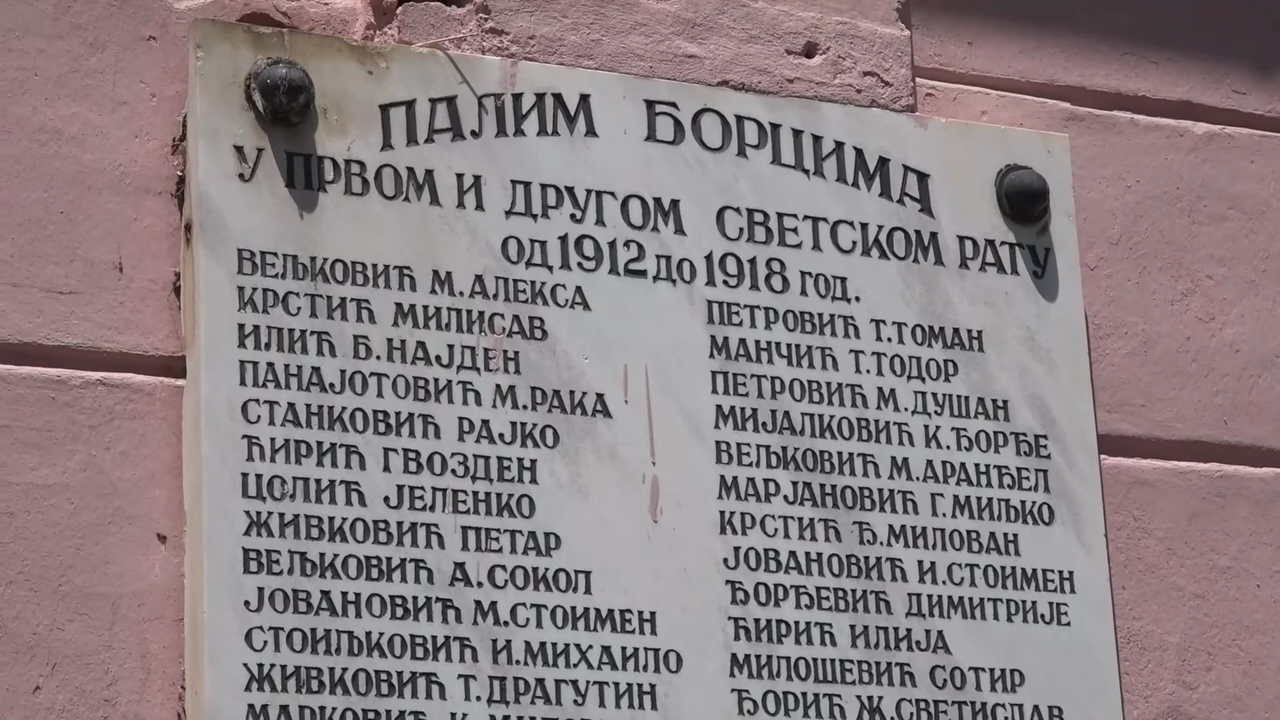 ПАЛИМ БОРЦИМА
У ПРВОМ И ДРУГОМ СВЕТСКОМ РАТУ
ОД 1912 ДО 1918 ГОД.
ВЕЉКОВИЋ М.АЛЕКСА
КРСТИЋ МИЛИСАВ
ИЛИЋ Б.НАЈДЕН
ПАНАЈОТОВИЋ М.РАКА
СТАНКОВИЋ РАЈКО
ЋИРИЋ ГВОЗДЕН
ЦОЛИЋ ЈЕЛЕНКО
ЖИВКОВИЋ ПЕТАР
ВЕЉКОВИЋ А.СОКОЛ
ЈОВАНОВИЋ М.СТОИМЕН
СТОИЉКОВИЋ И.МИХАИЛО
ЖИВКОВИЋ Т.ДРАГУТИН
МАРКОВИЋ К.
ПЕТРОВИЋ Т.ТОМАН
МАНЧИЋ Т.ТОДОР
ПЕТРОВИЋ М.ДУШАН
МИЈАЛКОВИЋ К.ЂОРЂЕ
ВЕЉКОВИЋ М.АРАНЂЕЛ
МАРЈАНОВИЋ Г.МИЉКО
КРСТИЋ Ђ.МИЛОВАН
ЈОВАНОВИЋ И.СТОИМЕН
ЂОРЂЕВИЋ ДИМИТРИЈЕ
ЋИРИЋ ИЛИЈА
МИЛОШЕВИЋ СОТИР
ЂОРИЋ Ж.СВЕТИСЛАВ